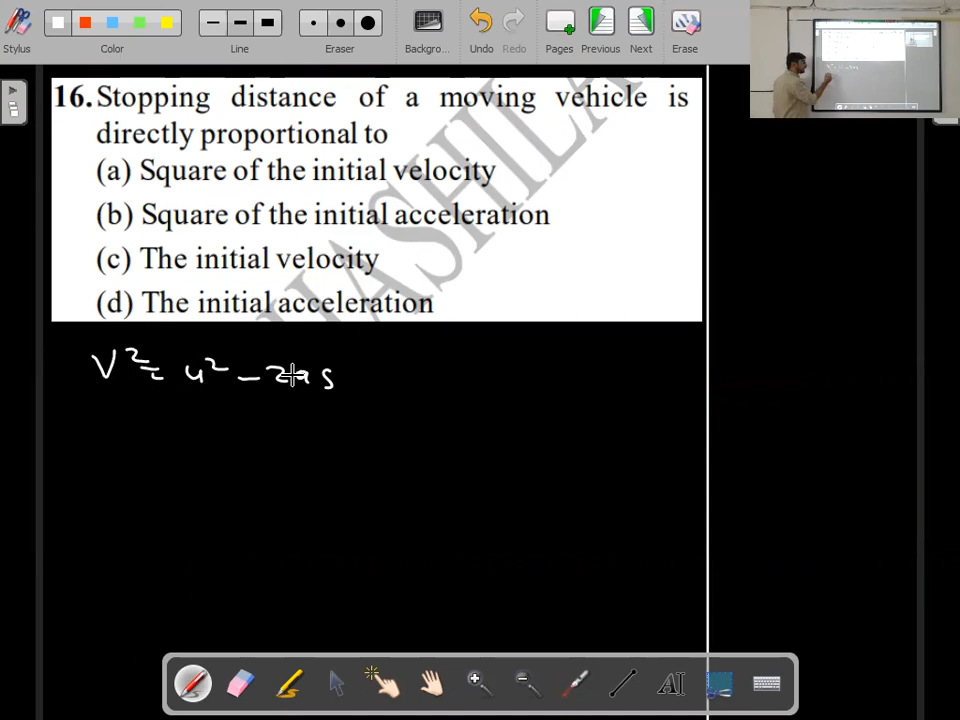 Stylus
Color
Line
Eraser
Backgro...
Undo
Redo
Pages
Previous
Next
Erase
16. Stopping distance of a moving vehicle is
directly proportional to
(a) Square of the initial velocity
(b) Square of the initial acceleration
(c) The initial velocity
(d) The initial acceleration
V² = u² - 2as
AI